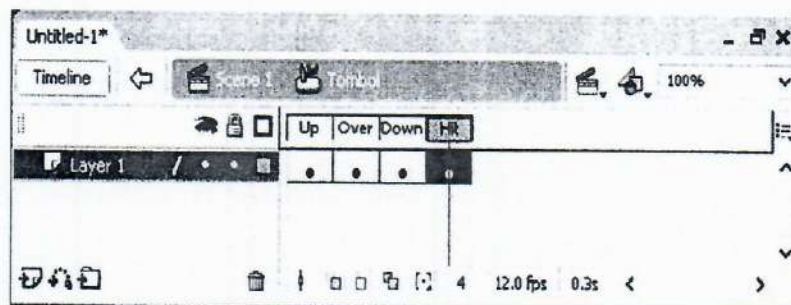 Untitled-1*
Timeline Scene 1 Tombol 100%
Up Over Down Hit
Layer 1
4 12.0 fps 0.3s